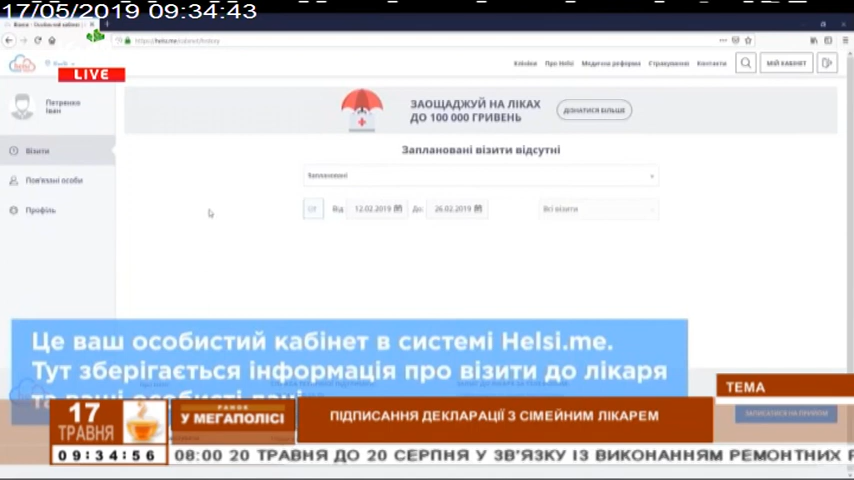 17/05/2019 09:34:43
LIVE
Клініки Про Helsi Медична реформа Страхування Контакти
МІЙ КАБІНЕТ
Петренко
Іван
ЗАОЩАДЖУЙ НА ЛІКАХ
ДО 100 000 ГРИВЕНЬ
ДІЗНАТИСЯ БІЛЬШЕ
Візити
Пов'язані особи
Профіль
Заплановані візити відсутні
Заплановані
Від 12.02.2019 До: 26.02.2019 Всі візити
Це ваш особистий кабінет в системі Helsi.me.
Тут зберігається інформація про візити до лікаря
та ваші особисті дані
ТЕМА
ЗАПИСАТИСЯ НА ПРИЙОМ
17
ТРАВНЯ
РАНОК
У МЕГАПОЛІСІ
ПІДПИСАННЯ ДЕКЛАРАЦІЇ З СІМЕЙНИМ ЛІКАРЕМ
09:34:56
08:00 20 ТРАВНЯ ДО 20 СЕРПНЯ У ЗВ'ЯЗКУ ІЗ ВИКОНАННЯМ РЕМОНТНИХ Р